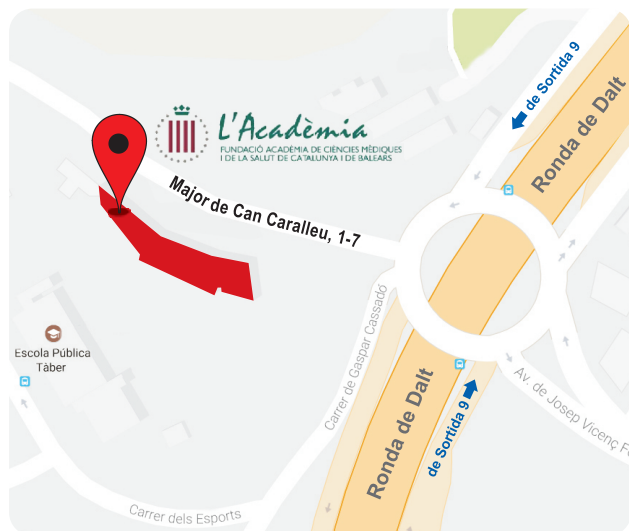 de Sortida 9
Ronda de Dalt
L'Acadèmia
FUNDACIÓ ACADÈMIA DE CIÈNCIES MÈDIQUES
I DE LA SALUT DE CATALUNYA I DE BALEARS
Major de Can Caralleu, 1-7
Carrer de Gaspar Cassadó
Escola Pública
Tàber
Ronda de Dalt
de Sortida 9
Av. de Josep Vicenç Fo
Carrer dels Esports